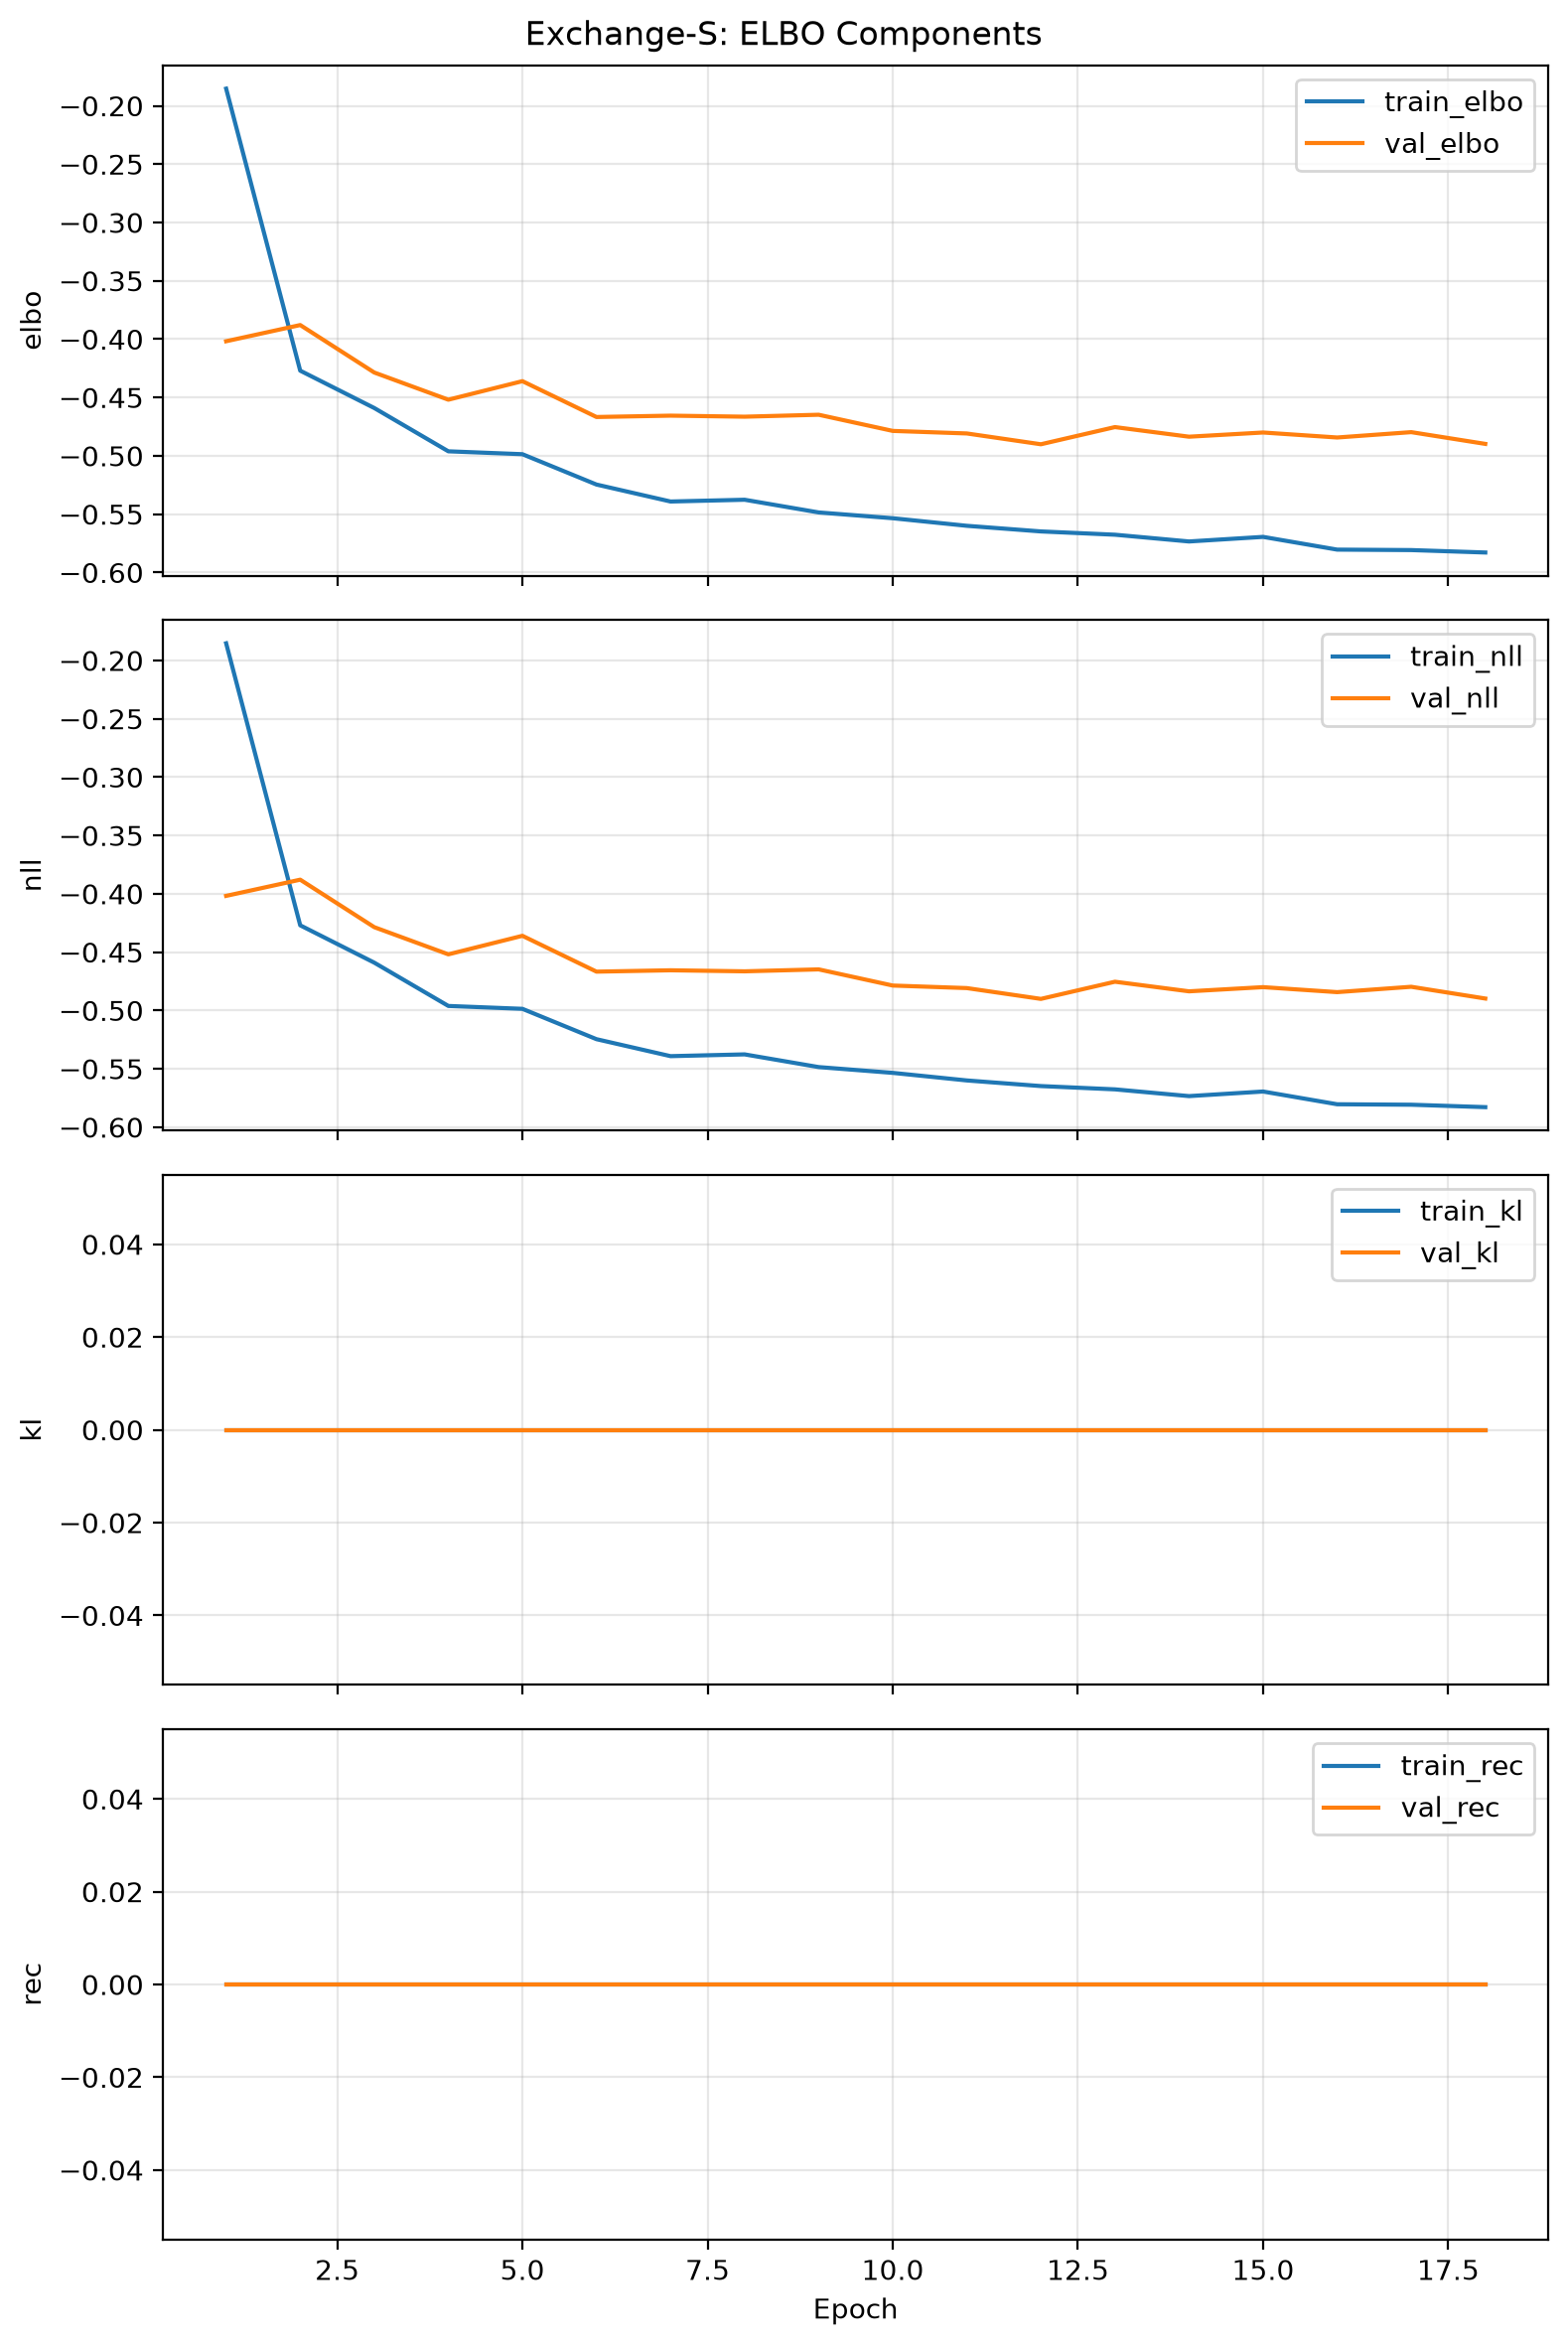 Exchange-S: ELBO Components
−0.20
−0.25
−0.30
−0.35
−0.40
−0.45
−0.50
−0.55
−0.60
elbo
train_elbo
val_elbo
−0.20
−0.25
−0.30
−0.35
−0.40
−0.45
−0.50
−0.55
−0.60
nll
train_nll
val_nll
0.04
0.02
0.00
−0.02
−0.04
kl
train_kl
val_kl
0.04
0.02
0.00
−0.02
−0.04
rec
train_rec
val_rec
2.5 5.0 7.5 10.0 12.5 15.0 17.5
Epoch